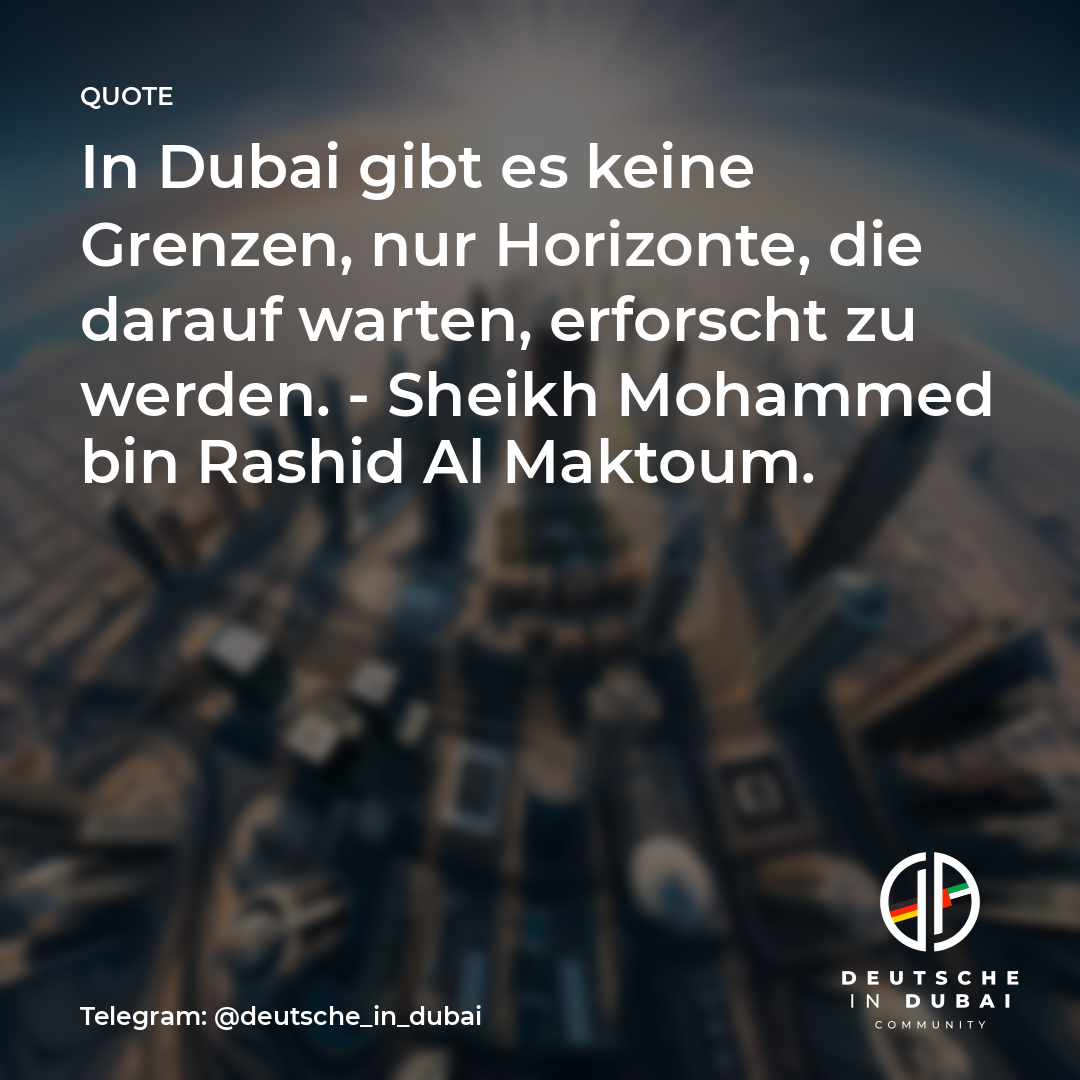 QUOTE
In Dubai gibt es keine
Grenzen, nur Horizonte, die
darauf warten, erforscht zu
werden. - Sheikh Mohammed
bin Rashid Al Maktoum.
DEUTSCHE
IN DUBAI
COMMUNITY
Telegram: @deutsche_in_dubai